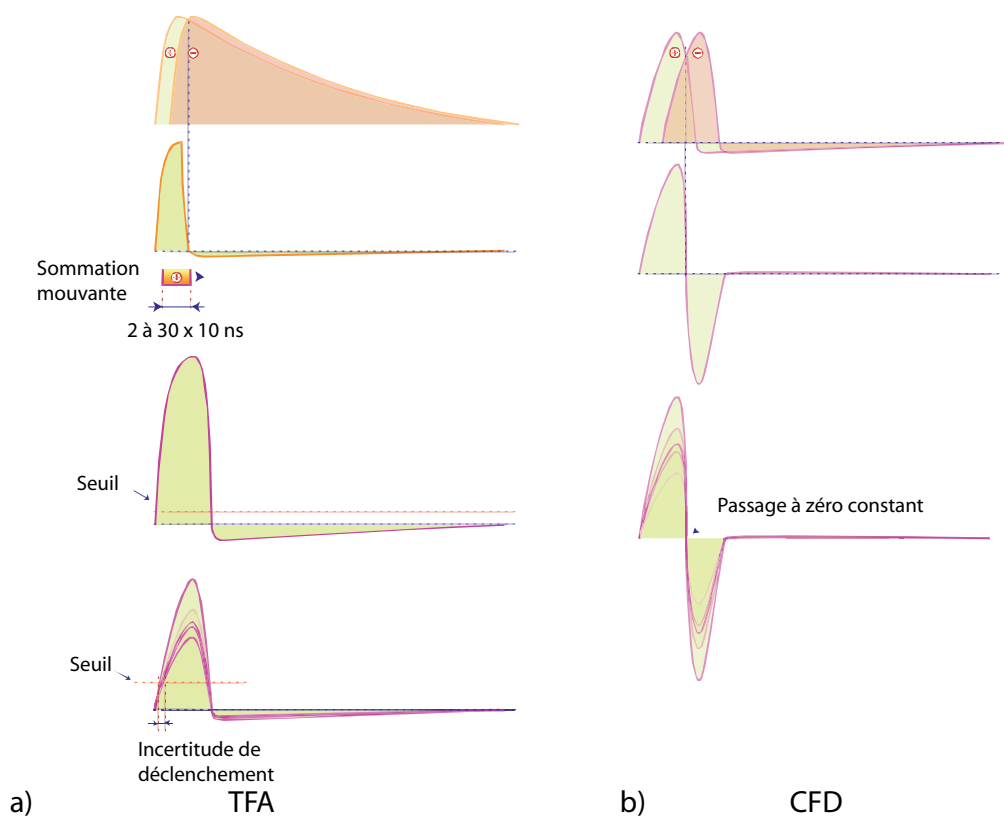 Sommation
mouvante
2 à 30 x 10 ns
Seuil
Seuil
Incertitude de
déclenchement
a)
TFA
Passage à zéro constant
b)
CFD